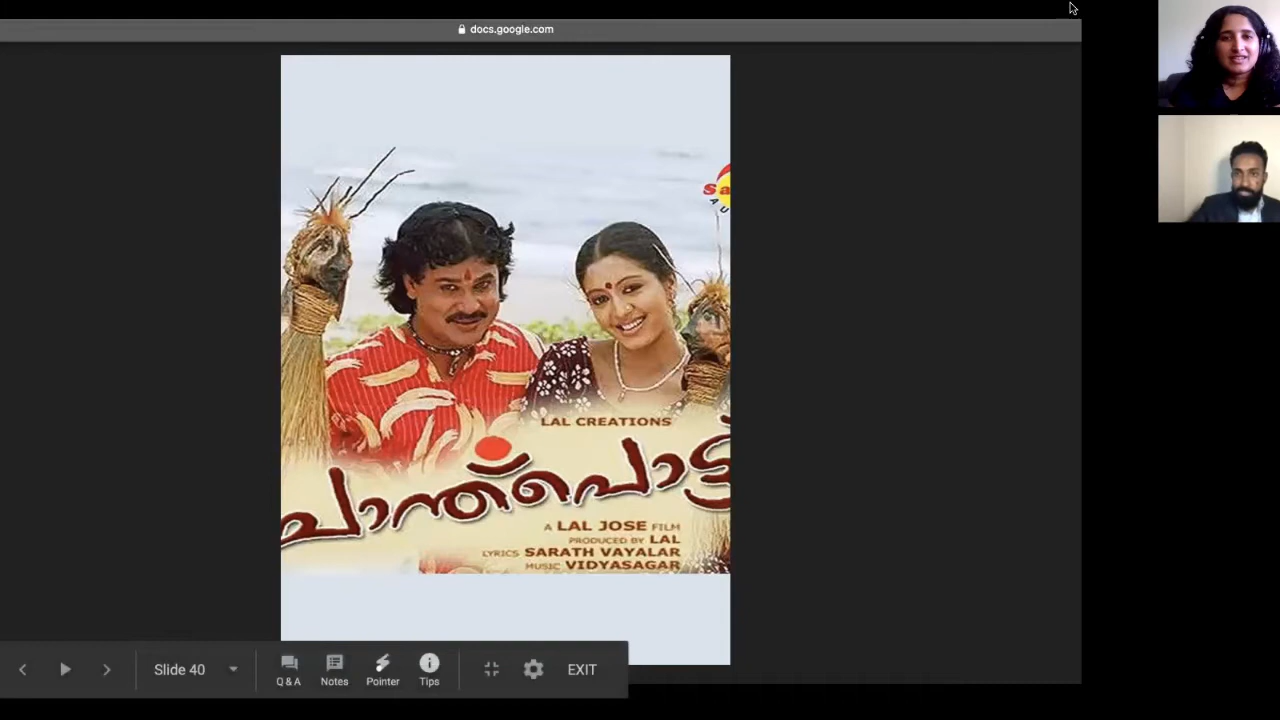 docs.google.com
LAL CREATIONS
ചാന്ത്പൊട്ട്
A LAL JOSE FILM
PRODUCED BY LAL
LYRICS SARATH VAYALAR
MUSIC VIDYASAGAR
Slide 40
Q & A
Notes
Pointer
Tips
EXIT